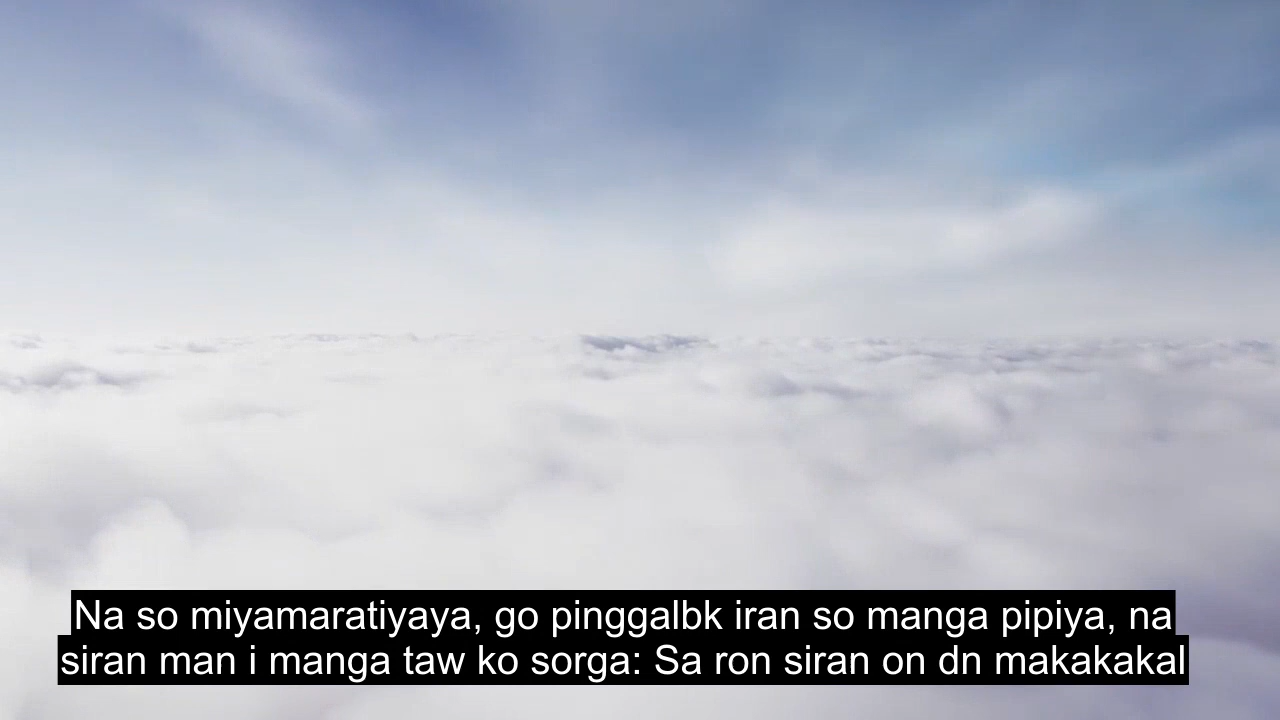 Na so miyamaratiyaya, go pinggalbk iran so manga pipiya, na
siran man i manga taw ko sorga: Sa ron siran on dn makakakal